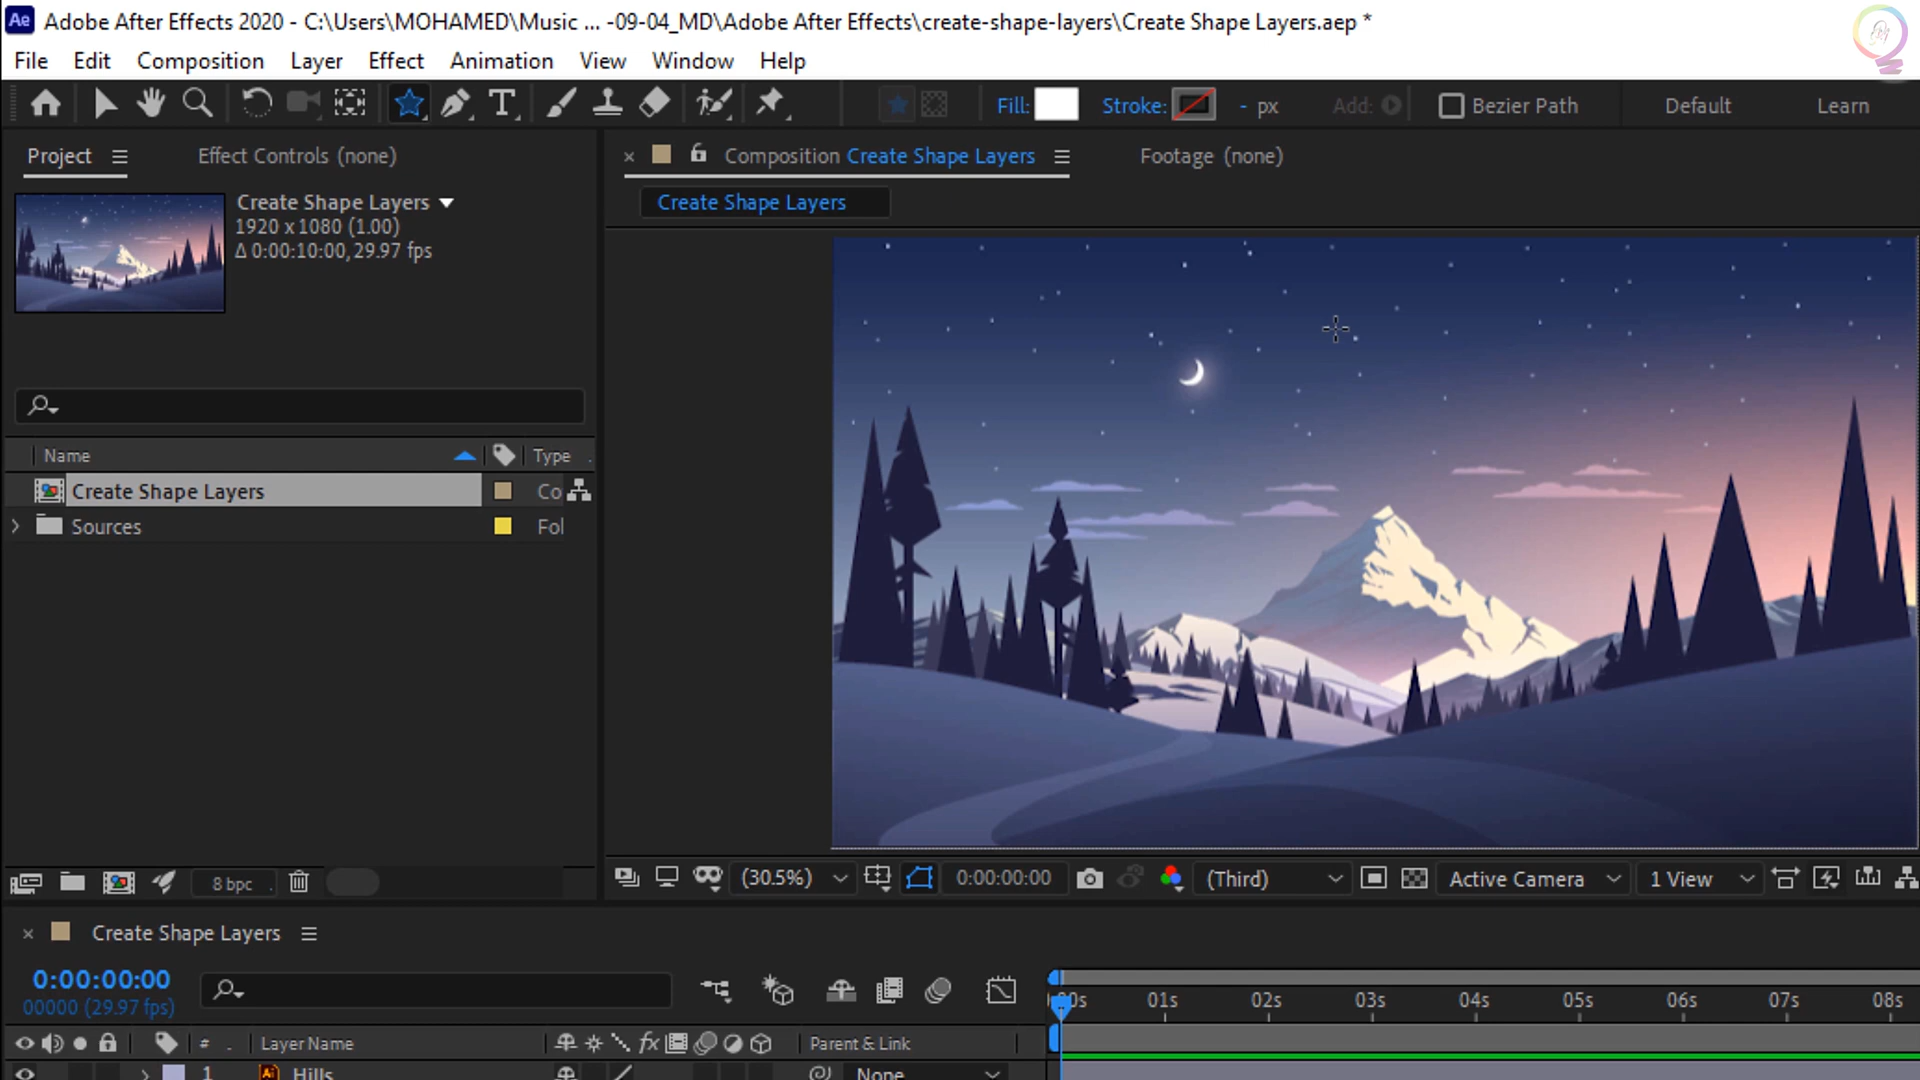 Ae Adobe After Effects 2020 - C:\Users\MOHAMED\Music ... -09-04_MD\Adobe After Effects\create-shape-layers\Create Shape Layers.aep *
File Edit Composition Layer Effect Animation View Window Help
T Fill: Stroke: - px Add: Bezier Path Default Learn
Project Effect Controls (none) Composition Create Shape Layers Footage (none)
Create Shape Layers
Create Shape Layers
1920 x 1080 (1.00)
Δ 0:00:10:00, 29.97 fps
Name Type
Create Shape Layers Co
Sources Fol
8 bpc
(30.5%) 0:00:00:00 (Third) Active Camera 1 View
Create Shape Layers
0:00:00:00
00000 (29.97 fps)
00s 01s 02s 03s 04s 05s 06s 07s 08s
# . Layer Name fx Parent & Link
1 Ai Hills None